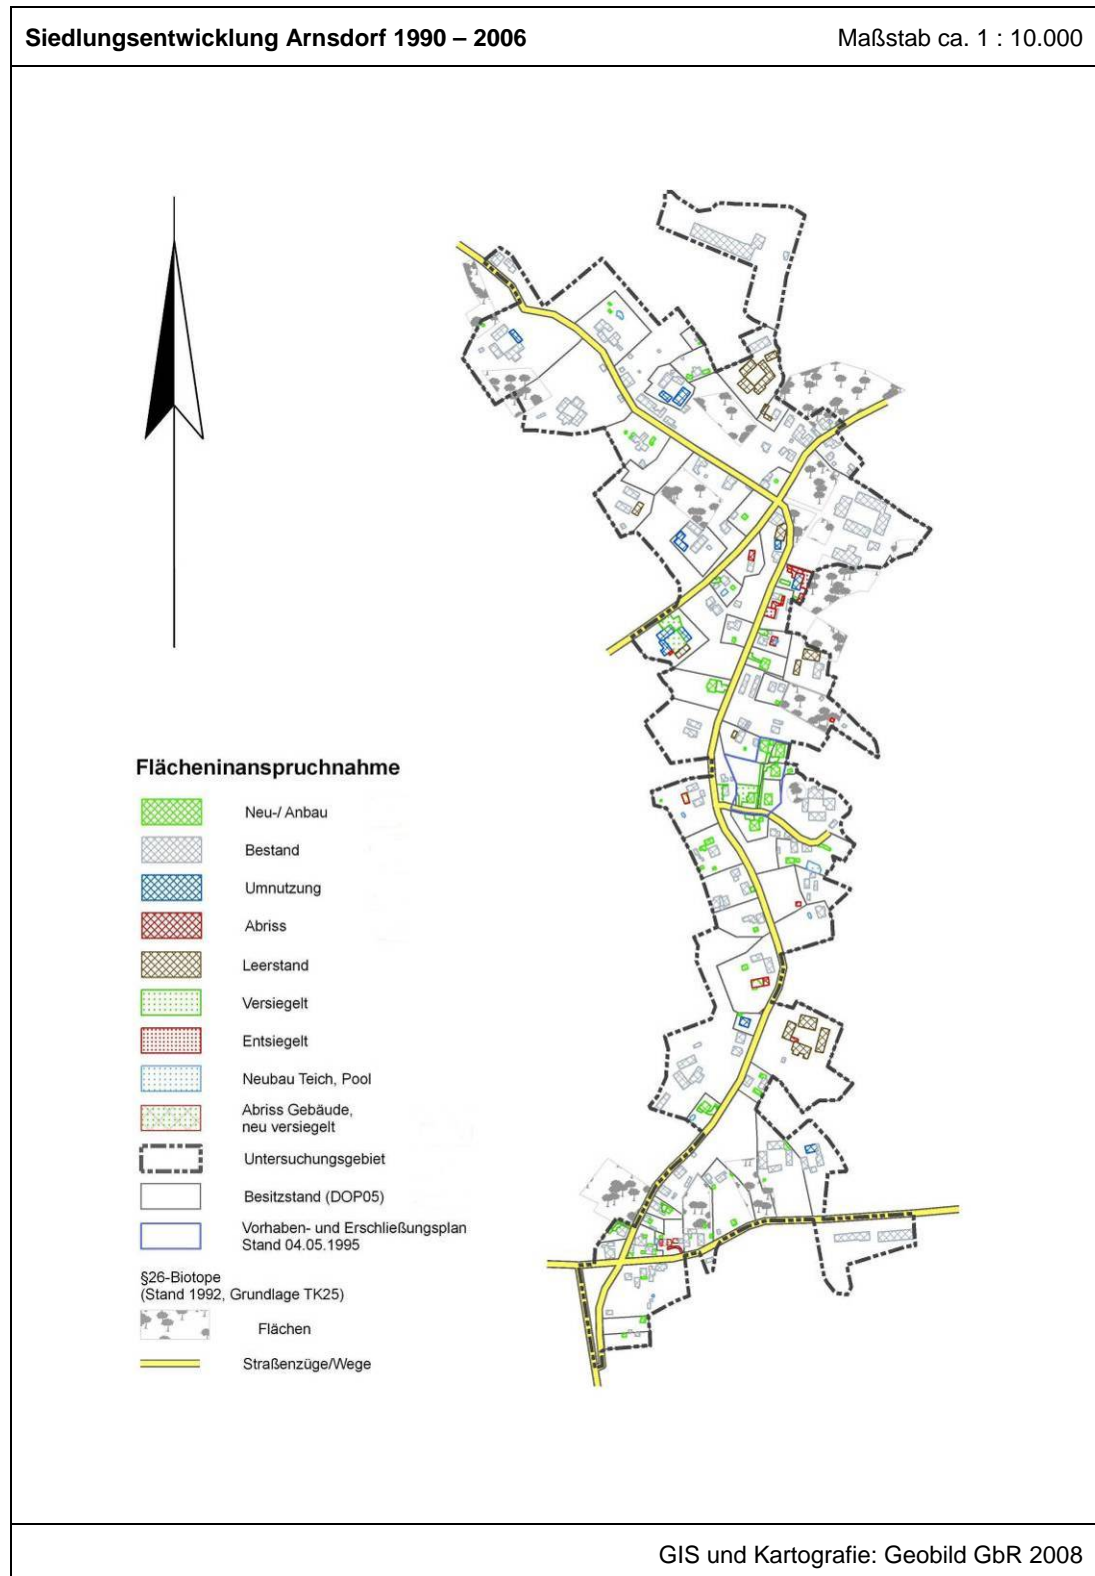 Siedlungsentwicklung Arnsdorf 1990 – 2006
Maßstab ca. 1 : 10.000
Flächeninanspruchnahme
Neu-/ Anbau
Bestand
Umnutzung
Abriss
Leerstand
Versiegelt
Entsiegelt
Neubau Teich, Pool
Abriss Gebäude,
neu versiegelt
Untersuchungsgebiet
Besitzstand (DOP05)
Vorhaben- und Erschließungsplan
Stand 04.05.1995
§26-Biotope
(Stand 1992, Grundlage TK25)
Flächen
Straßenzüge/Wege
GIS und Kartografie: Geobild GbR 2008